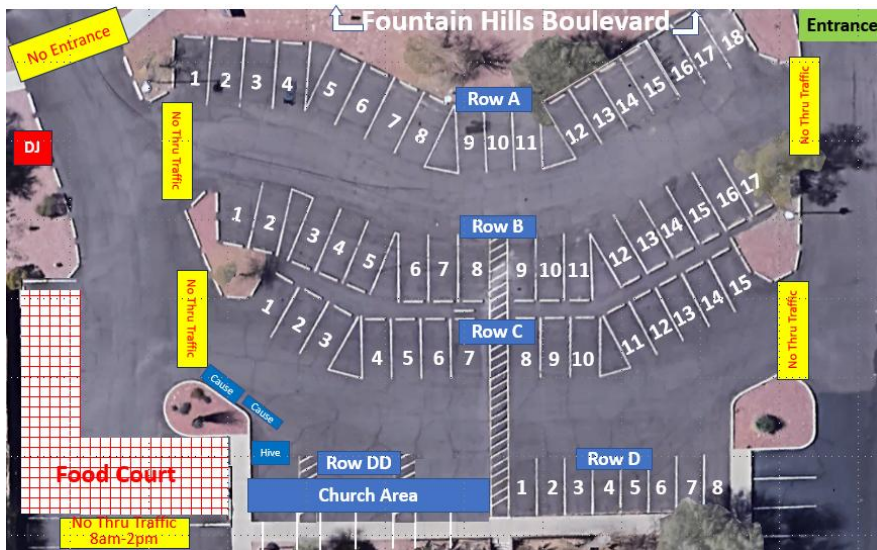 Fountain Hills Boulevard
Entrance
No Entrance
1 2 3 4 5 6 7 8
Row A
9 10 11
12 13 14 15 16 17 18
No Thru Traffic
No Thru Traffic
DJ
Row B
1 2 3 4 5 6 7 8
9 10 11 12 13 14 15 16 17
No Thru Traffic
No Thru Traffic
Row C
1 2 3 4 5 6 7
8 9 10 11 12 13 14 15
Cause
Cause
Hive
Row DD
Row D
Food Court
Church Area
1 2 3 4 5 6 7 8
No Thru Traffic
8am-2pm